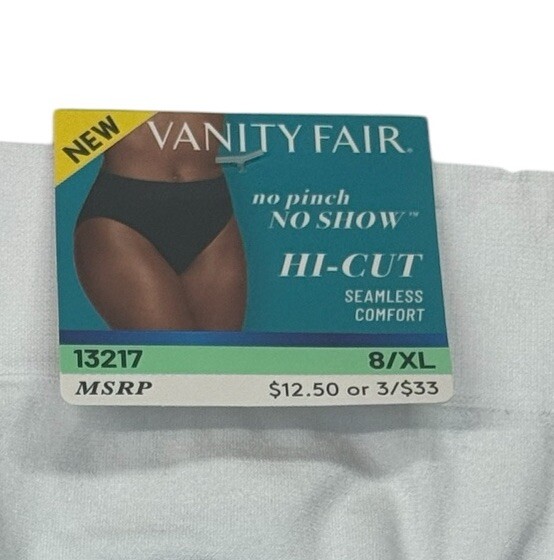 NEW
VANITY FAIR®
no pinch
NO SHOW™
HI-CUT
SEAMLESS
COMFORT
13217 8/XL
MSRP $12.50 or 3/$33